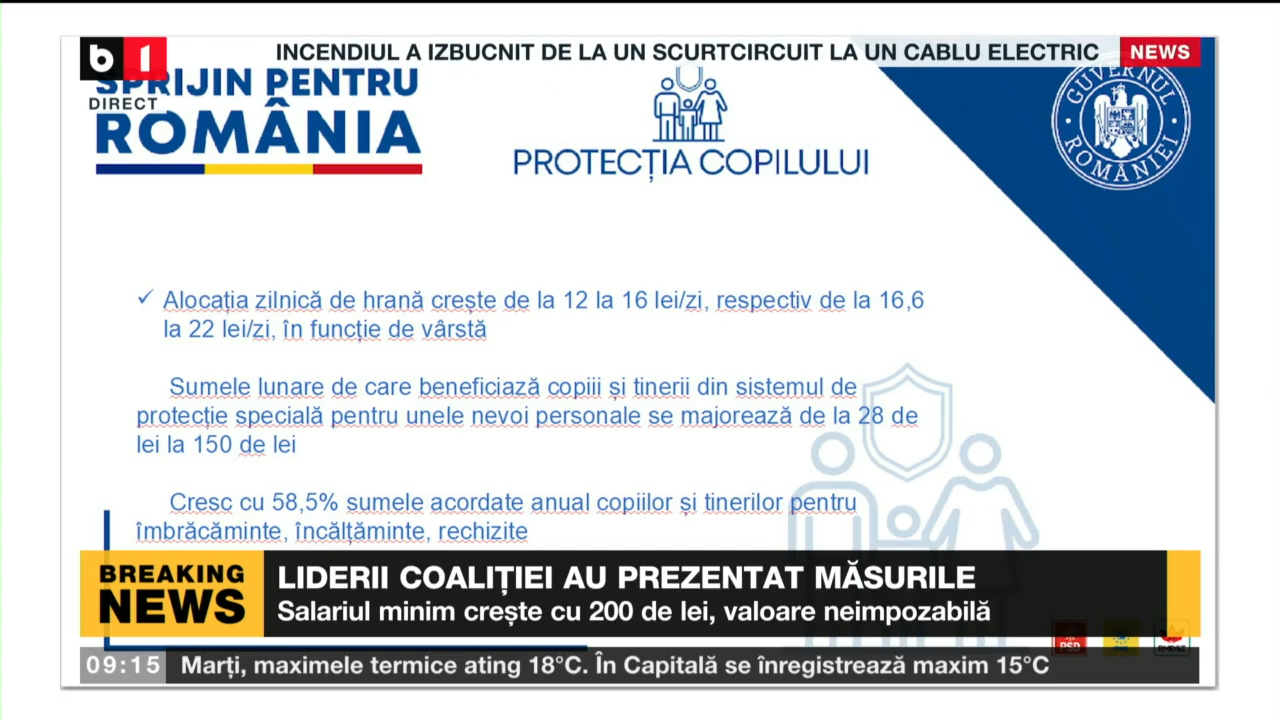 b1
INCENDIUL A IZBUCNIT DE LA UN SCURTCIRCUIT LA UN CABLU ELECTRIC
NEWS
SPRIJIN PENTRU
DIRECT
ROMÂNIA
PROTECȚIA COPILULUI
GUVERNUL ROMÂNIEI
✓ Alocația zilnică de hrană crește de la 12 la 16 lei/zi, respectiv de la 16,6
la 22 lei/zi, în funcție de vârstă
Sumele lunare de care beneficiază copiii și tinerii din sistemul de
protecție specială pentru unele nevoi personale se majorează de la 28 de
lei la 150 de lei
Cresc cu 58,5% sumele acordate anual copiilor și tinerilor pentru
îmbrăcăminte, încălțăminte, rechizite
BREAKING
NEWS
LIDERII COALIȚIEI AU PREZENTAT MĂSURILE
Salariul minim crește cu 200 de lei, valoare neimpozabilă
PSD
RMDSZ
09:15
Marți, maximele termice ating 18°C. În Capitală se înregistrează maxim 15°C